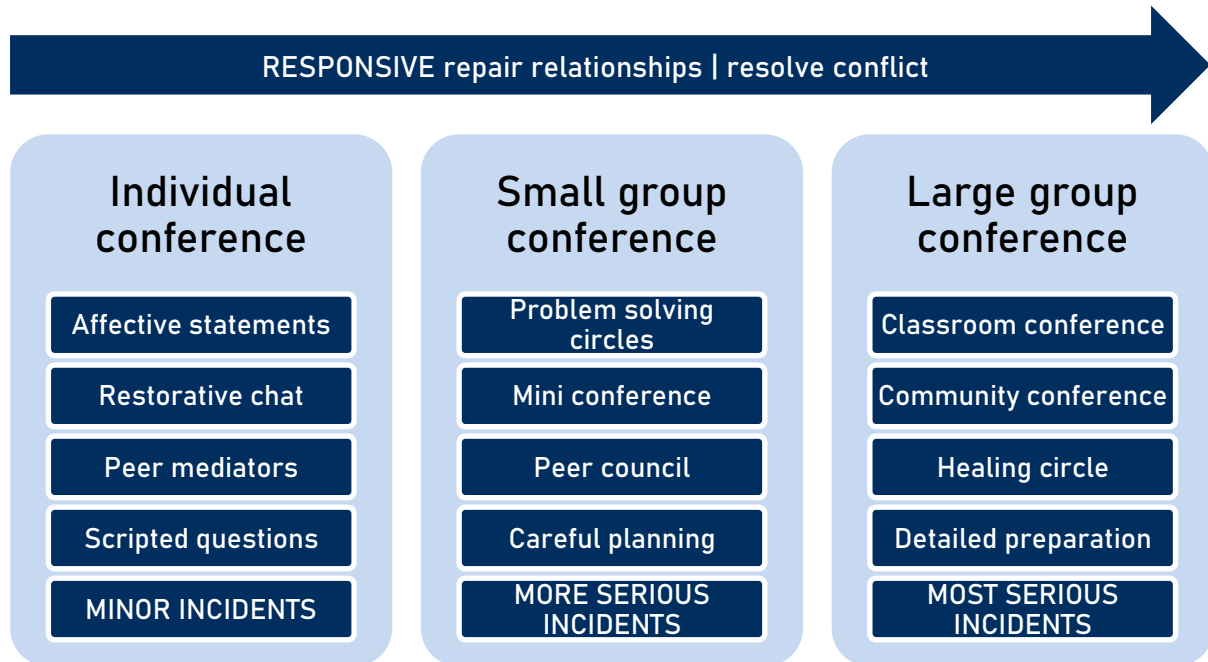 RESPONSIVE repair relationships | resolve conflict
Individual
conference
Affective statements
Restorative chat
Peer mediators
Scripted questions
MINOR INCIDENTS
Small group
conference
Problem solving
circles
Mini conference
Peer council
Careful planning
MORE SERIOUS
INCIDENTS
Large group
conference
Classroom conference
Community conference
Healing circle
Detailed preparation
MOST SERIOUS
INCIDENTS